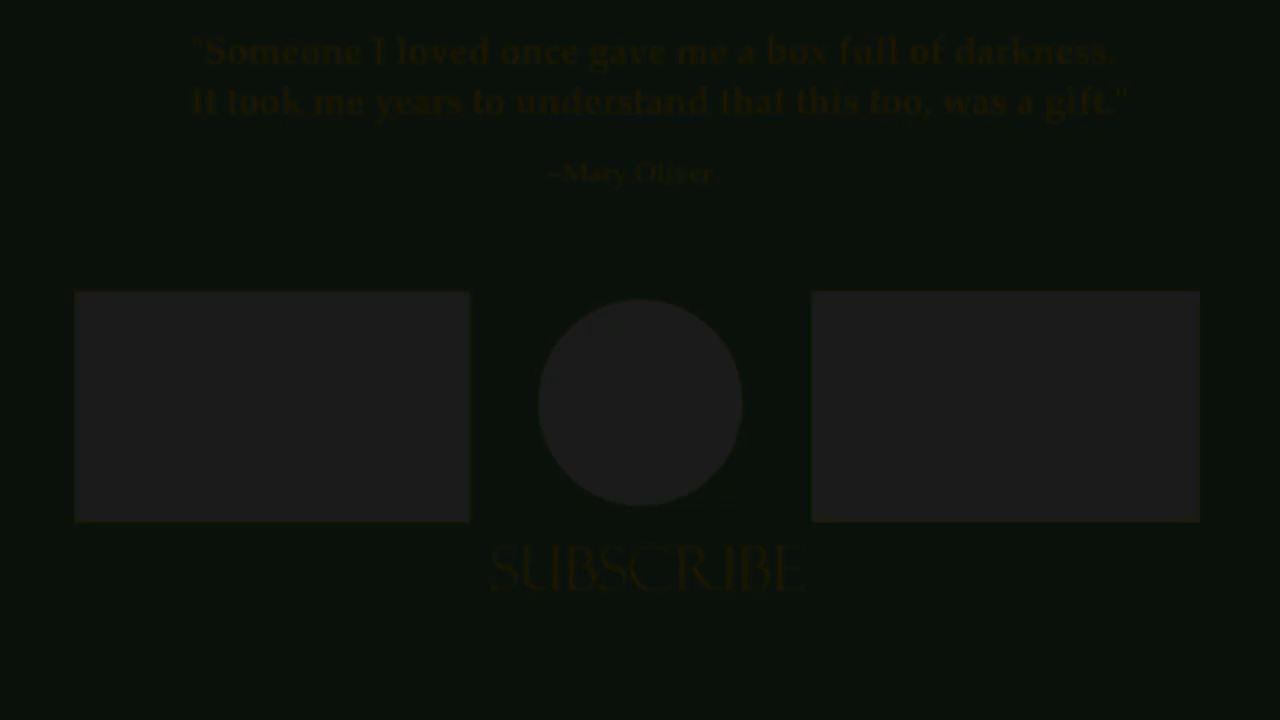 "Someone I loved once gave me a box full of darkness.
It took me years to understand that this too, was a gift."
~Mary Oliver
SUBSCRIBE